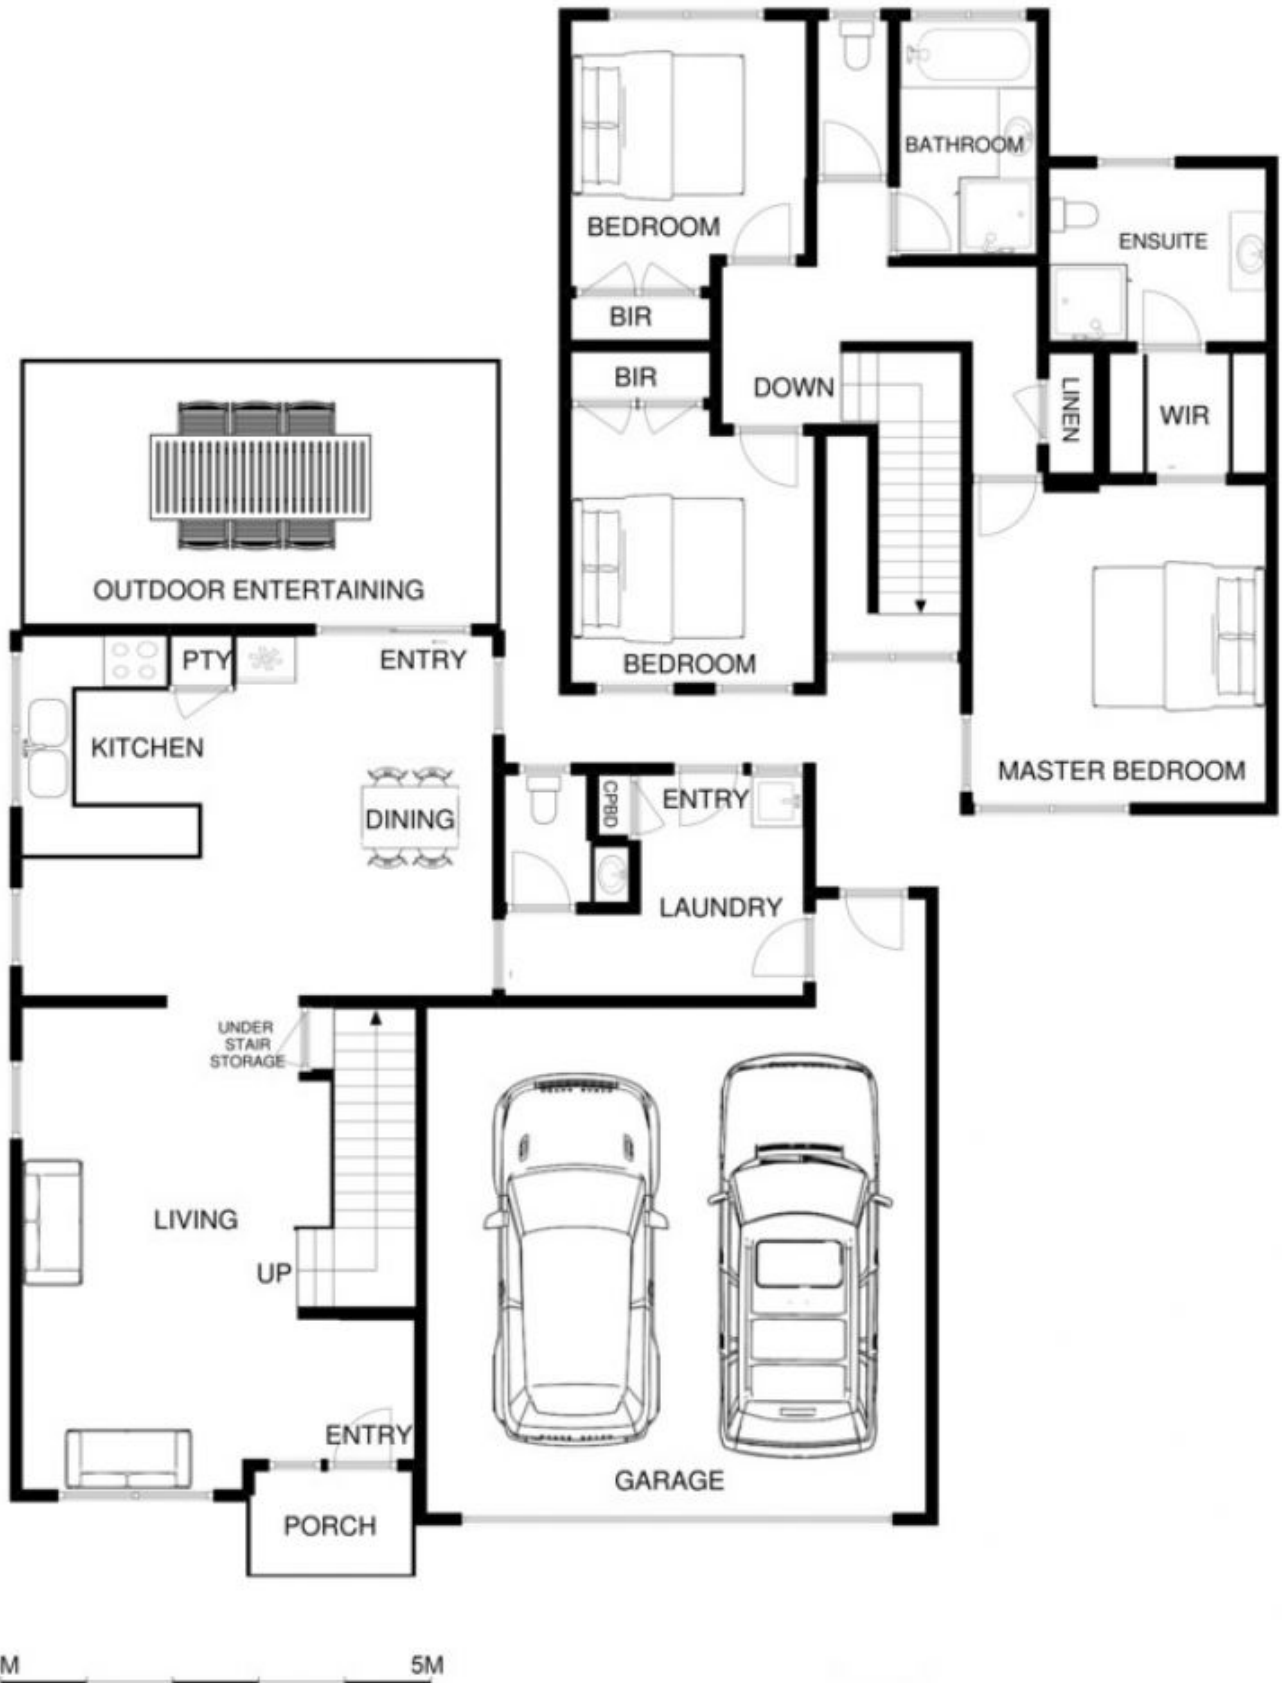 BATHROOM
BEDROOM
ENSUITE
BIR
BIR
DOWN
LINEN
WIR
OUTDOOR ENTERTAINING
PTY
ENTRY
BEDROOM
KITCHEN
MASTER BEDROOM
CPBD
ENTRY
DINING
LAUNDRY
UNDER
STAIR
STORAGE
LIVING
UP
ENTRY
GARAGE
PORCH
M
5M